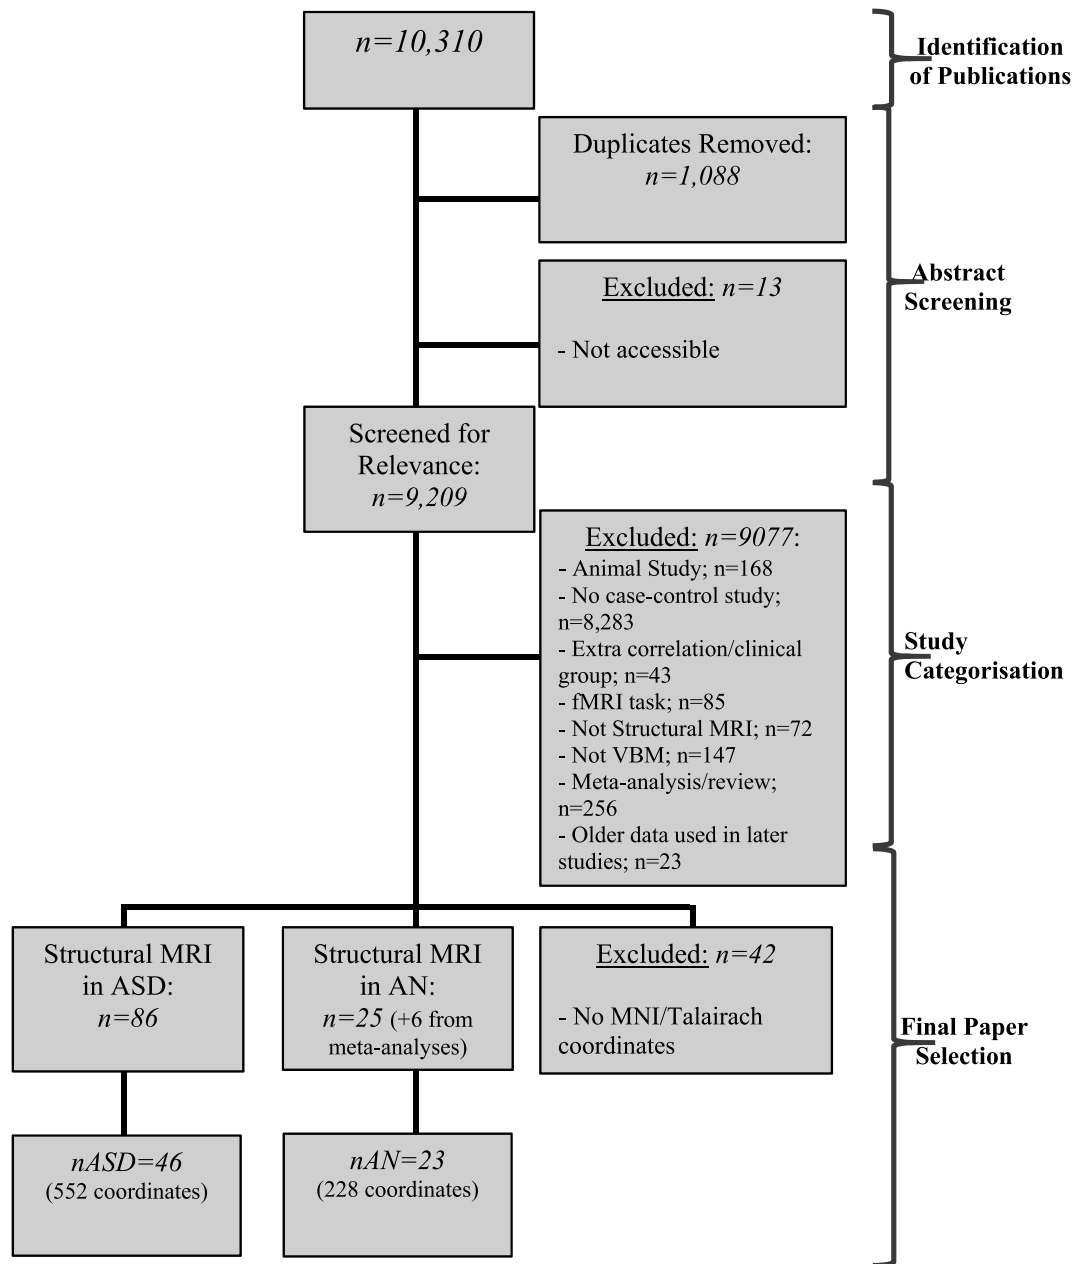 n=10,310
Identification
of Publications
Duplicates Removed:
n=1,088
Excluded: n=13
- Not accessible
Abstract
Screening
Screened for
Relevance:
n=9,209
Excluded: n=9077:
- Animal Study; n=168
- No case-control study;
n=8,283
- Extra correlation/clinical
group; n=43
- fMRI task; n=85
- Not Structural MRI; n=72
- Not VBM; n=147
- Meta-analysis/review;
n=256
- Older data used in later
studies; n=23
Study
Categorisation
Structural MRI
in ASD:
n=86
Structural MRI
in AN:
n=25 (+6 from
meta-analyses)
Excluded: n=42
- No MNI/Talairach
coordinates
Final Paper
Selection
nASD=46
(552 coordinates)
nAN=23
(228 coordinates)